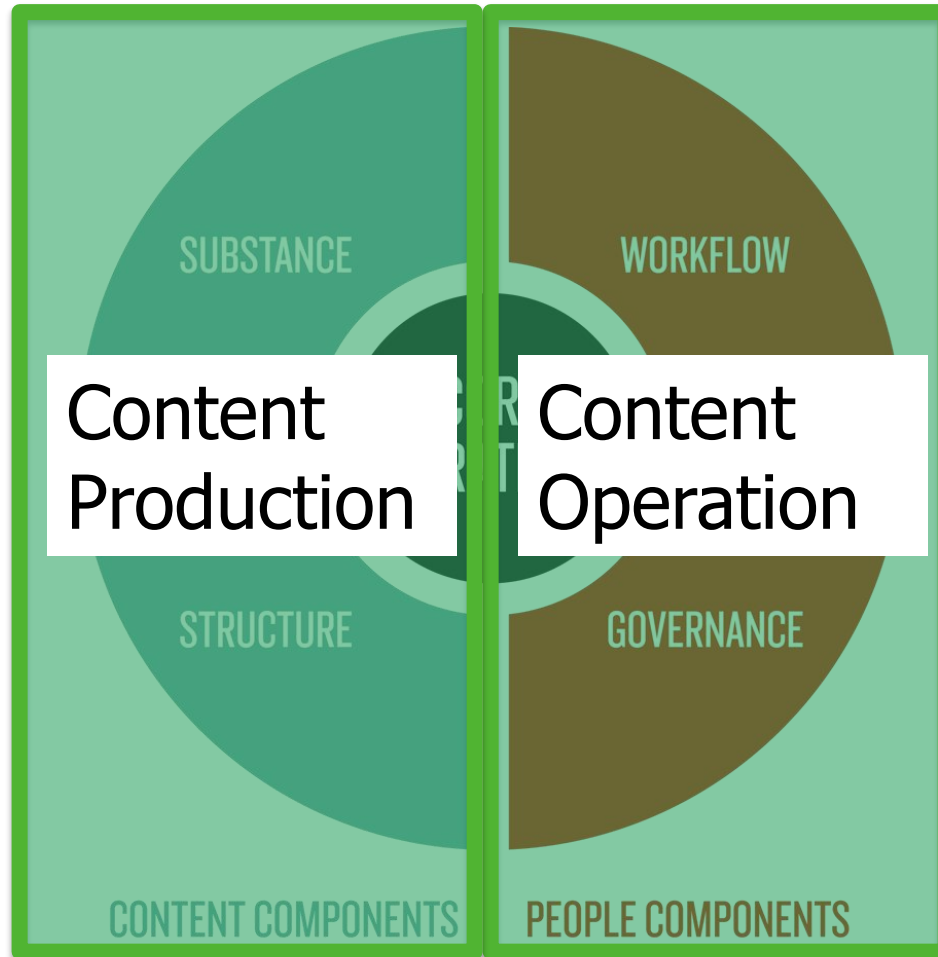 SUBSTANCE
WORKFLOW
Content
Production
Content
Operation
STRUCTURE
GOVERNANCE
CONTENT COMPONENTS
PEOPLE COMPONENTS